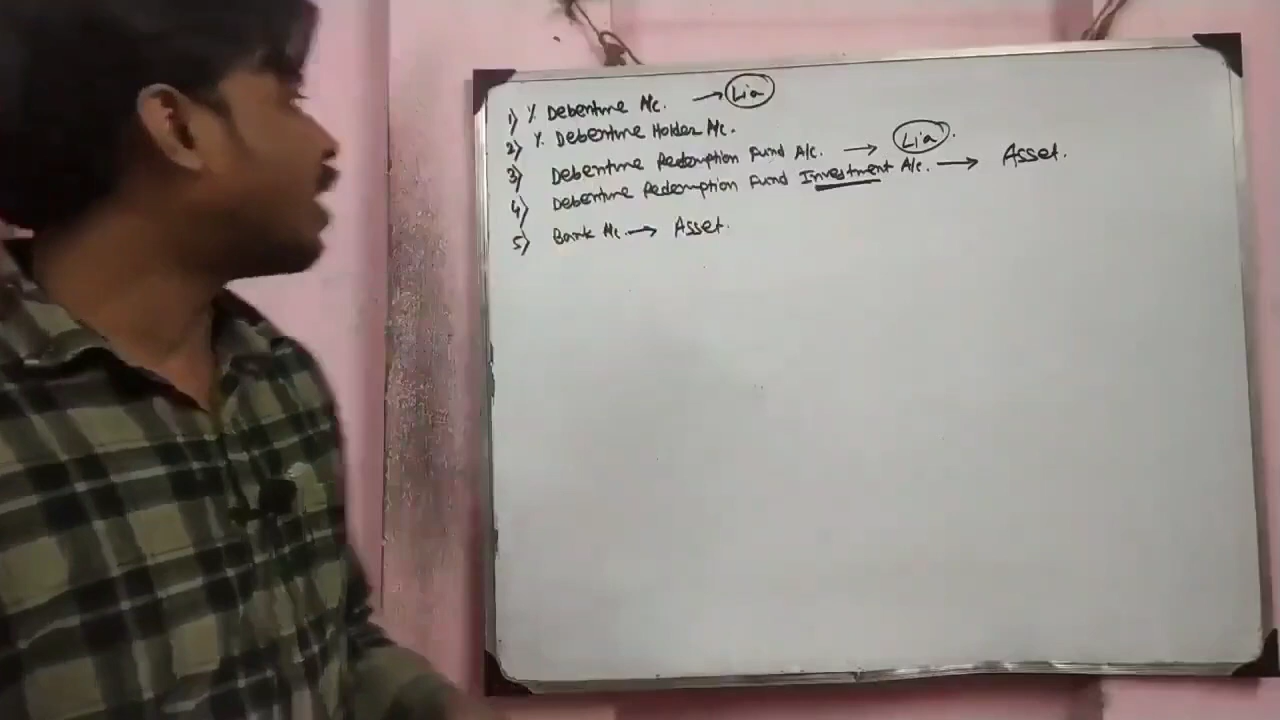 1) % Debenture A/c. → Lia
2) % Debenture Holder A/c.
3) Debenture Redemption Fund A/c. → Lia.
4) Debenture Redemption Fund Investment A/c. → Asset.
5) Bank A/c. → Asset.